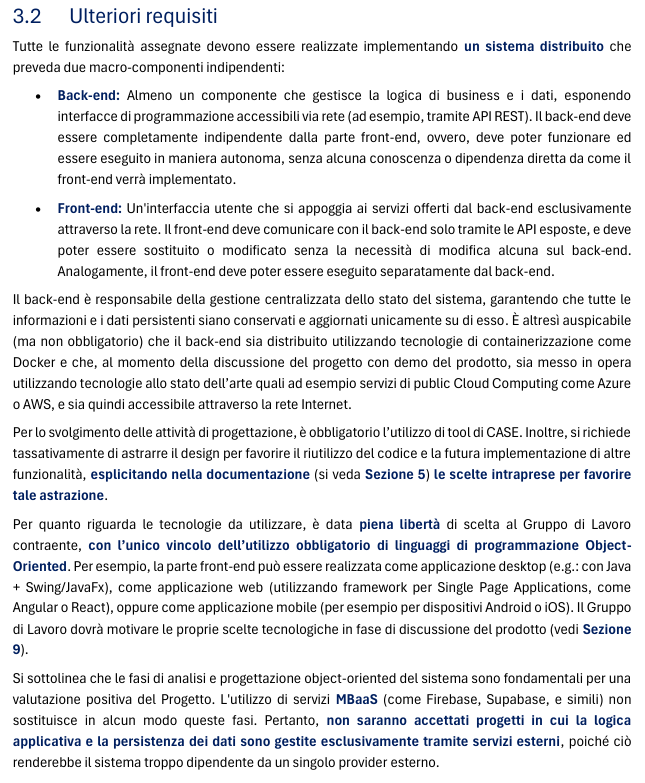 3.2 Ulteriori requisiti
Tutte le funzionalità assegnate devono essere realizzate implementando un sistema distribuito che
preveda due macro-componenti indipendenti:
• Back-end: Almeno un componente che gestisce la logica di business e i dati, esponendo
interfacce di programmazione accessibili via rete (ad esempio, tramite API REST). Il back-end deve
essere completamente indipendente dalla parte front-end, ovvero, deve poter funzionare ed
essere eseguito in maniera autonoma, senza alcuna conoscenza o dipendenza diretta da come il
front-end verrà implementato.
• Front-end: Un'interfaccia utente che si appoggia ai servizi offerti dal back-end esclusivamente
attraverso la rete. Il front-end deve comunicare con il back-end solo tramite le API esposte, e deve
poter essere sostituito o modificato senza la necessità di modifica alcuna sul back-end.
Analogamente, il front-end deve poter essere eseguito separatamente dal back-end.
Il back-end è responsabile della gestione centralizzata dello stato del sistema, garantendo che tutte le
informazioni e i dati persistenti siano conservati e aggiornati unicamente su di esso. È altresì auspicabile
(ma non obbligatorio) che il back-end sia distribuito utilizzando tecnologie di containerizzazione come
Docker e che, al momento della discussione del progetto con demo del prodotto, sia messo in opera
utilizzando tecnologie allo stato dell'arte quali ad esempio servizi di public Cloud Computing come Azure
o AWS, e sia quindi accessibile attraverso la rete Internet.
Per lo svolgimento delle attività di progettazione, è obbligatorio l'utilizzo di tool di CASE. Inoltre, si richiede
tassativamente di astrarre il design per favorire il riutilizzo del codice e la futura implementazione di altre
funzionalità, esplicitando nella documentazione (si veda Sezione 5) le scelte intraprese per favorire
tale astrazione.
Per quanto riguarda le tecnologie da utilizzare, è data piena libertà di scelta al Gruppo di Lavoro
contraente, con l'unico vincolo dell'utilizzo obbligatorio di linguaggi di programmazione Object-
Oriented. Per esempio, la parte front-end può essere realizzata come applicazione desktop (e.g.: con Java
+ Swing/JavaFx), come applicazione web (utilizzando framework per Single Page Applications, come
Angular o React), oppure come applicazione mobile (per esempio per dispositivi Android o iOS). Il Gruppo
di Lavoro dovrà motivare le proprie scelte tecnologiche in fase di discussione del prodotto (vedi Sezione
9).
Si sottolinea che le fasi di analisi e progettazione object-oriented del sistema sono fondamentali per una
valutazione positiva del Progetto. L'utilizzo di servizi MBaaS (come Firebase, Supabase, e simili) non
sostituisce in alcun modo queste fasi. Pertanto, non saranno accettati progetti in cui la logica
applicativa e la persistenza dei dati sono gestite esclusivamente tramite servizi esterni, poiché ciò
renderebbe il sistema troppo dipendente da un singolo provider esterno.